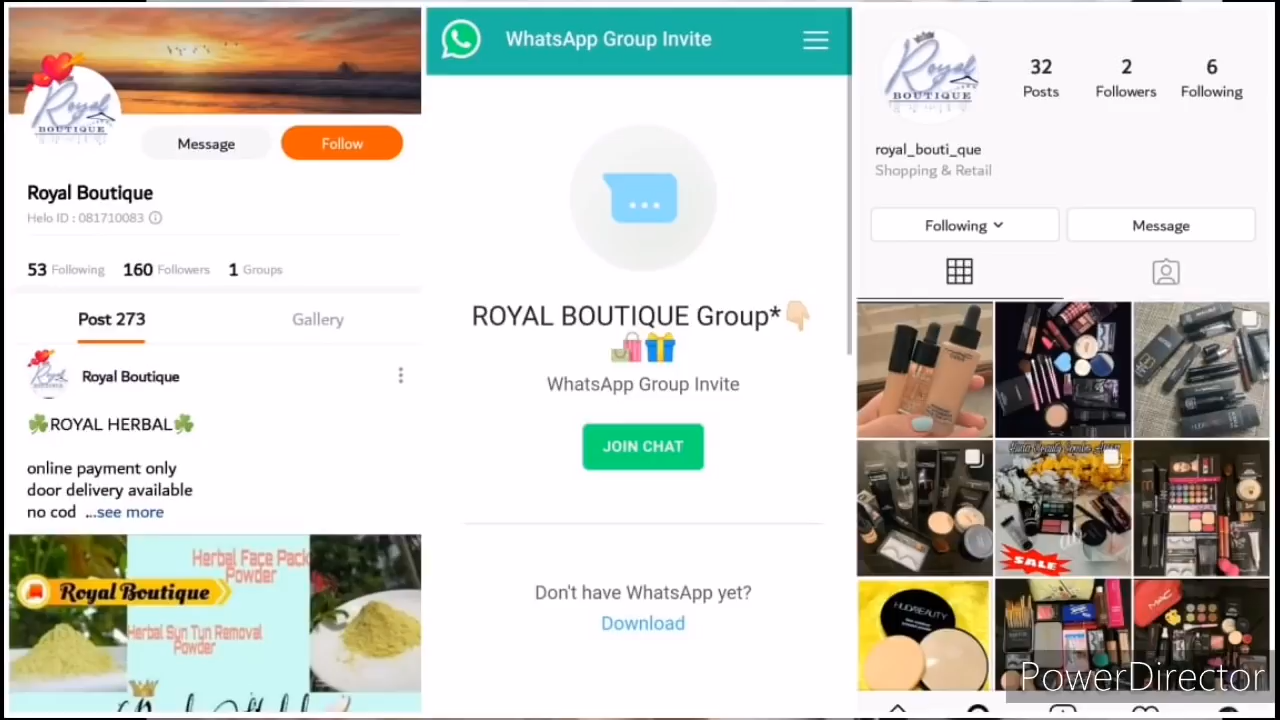 Royal
BOUTIQUE
Message
Follow
Royal Boutique
Helo ID : 081710083
53 Following 160 Followers 1 Groups
Post 273
Gallery
Royal Boutique
☘️ROYAL HERBAL☘️
online payment only
door delivery available
no cod ...see more
Herbal Face Pack
Powder
Royal Boutique
Herbal Sun Tun Removal
Powder
WhatsApp Group Invite
ROYAL BOUTIQUE Group*👇🏻
🛍️🎁
WhatsApp Group Invite
JOIN CHAT
Don't have WhatsApp yet?
Download
Royal
BOUTIQUE
32
Posts
2
Followers
6
Following
royal_bouti_que
Shopping & Retail
Following
Message
SALE
HUDABEAUTY
MAC
PowerDirector